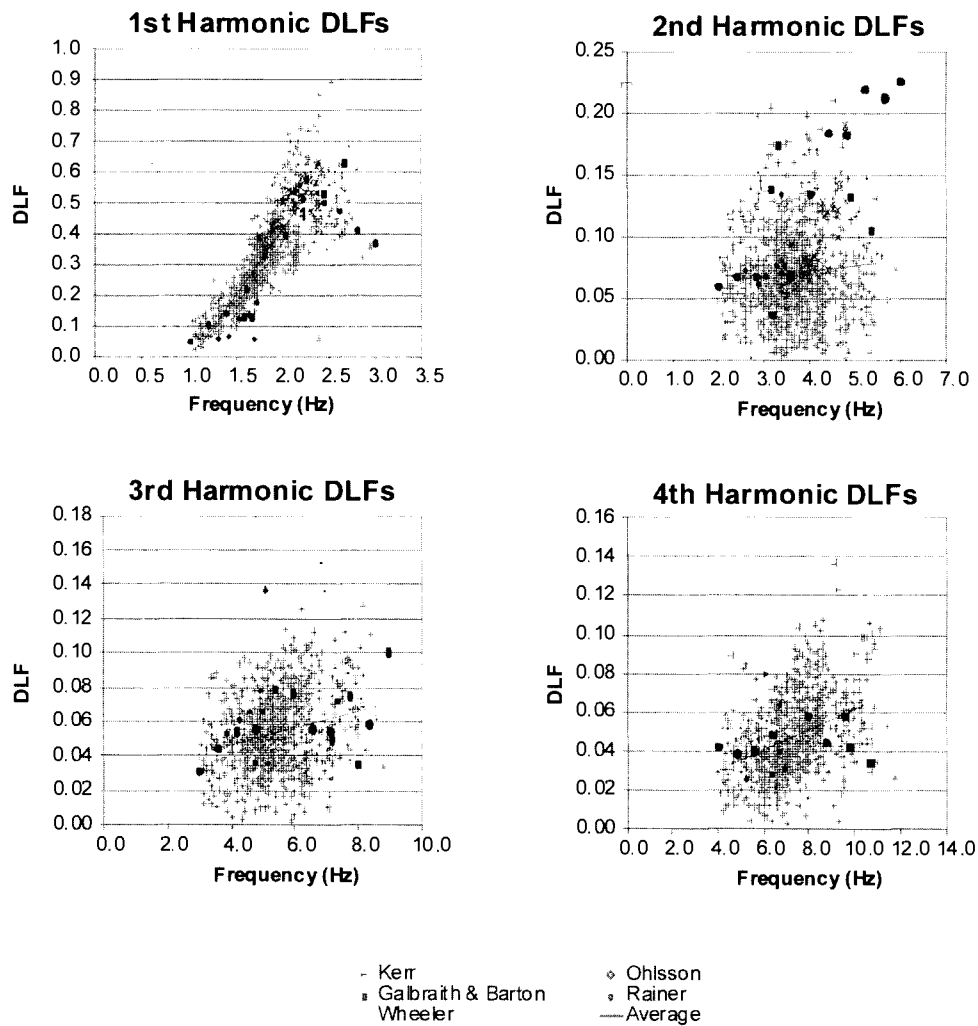 1st Harmonic DLFs
1.0
0.9
0.8
0.7
0.6
0.5
0.4
0.3
0.2
0.1
0.0
DLF
0.0 0.5 1.0 1.5 2.0 2.5 3.0 3.5
Frequency (Hz)
2nd Harmonic DLFs
0.25
0.20
0.15
0.10
0.05
0.00
DLF
0.0 1.0 2.0 3.0 4.0 5.0 6.0 7.0
Frequency (Hz)
3rd Harmonic DLFs
0.18
0.16
0.14
0.12
0.10
0.08
0.06
0.04
0.02
0.00
DLF
0.0 2.0 4.0 6.0 8.0 10.0
Frequency (Hz)
4th Harmonic DLFs
0.16
0.14
0.12
0.10
0.08
0.06
0.04
0.02
0.00
DLF
0.0 2.0 4.0 6.0 8.0 10.0 12.0 14.0
Frequency (Hz)
Kerr
Galbraith & Barton
Wheeler
Ohlsson
Rainer
Average